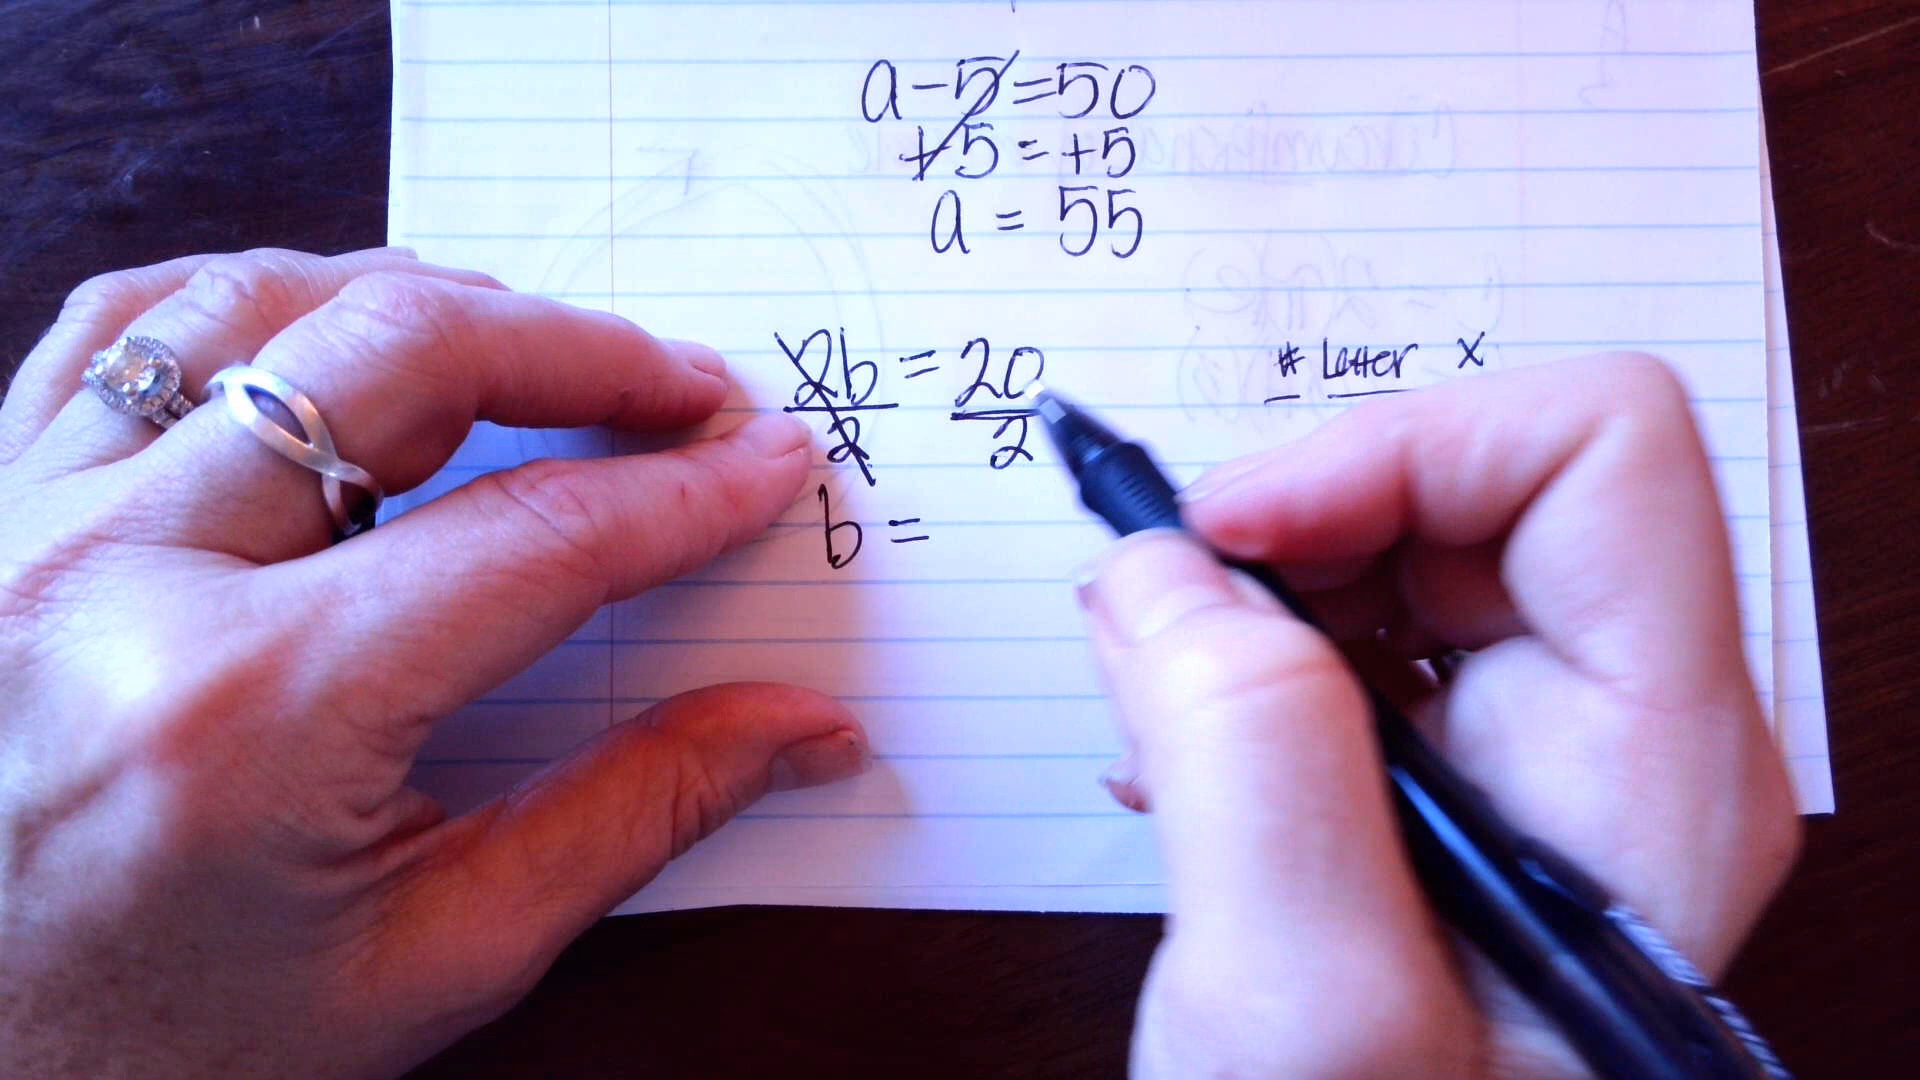 a - 5 = 50
+5 = +5
a = 55
2b = 20 # Letter x
2 2
b =